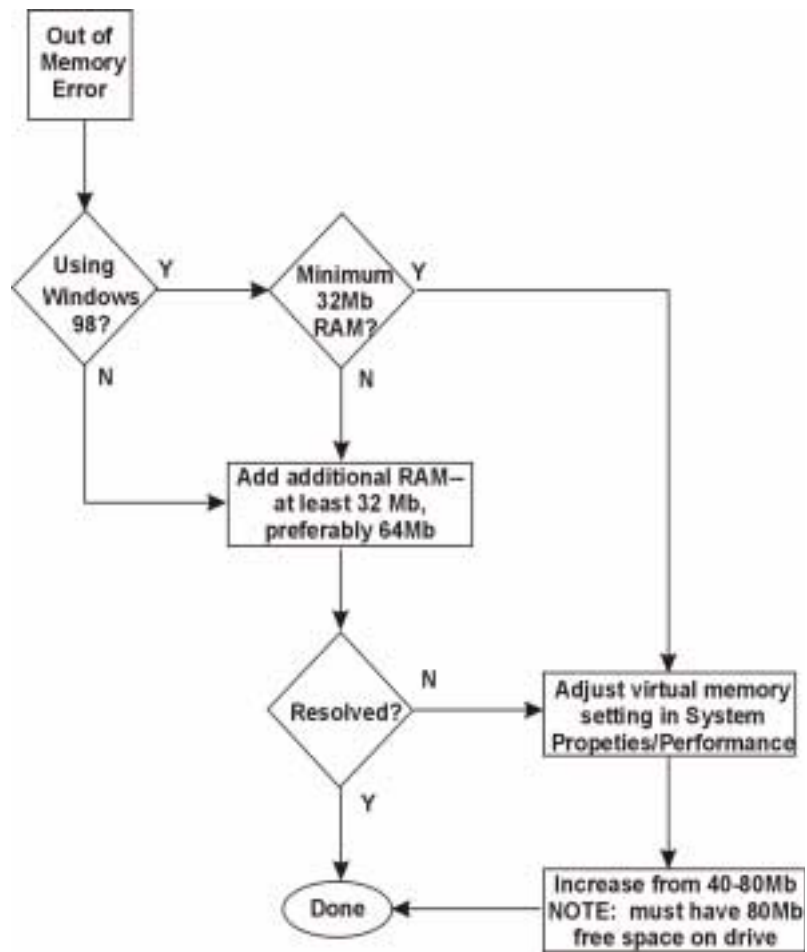 Out of
Memory
Error
Using
Windows
98?
Y
N
Minimum
32Mb
RAM?
Y
N
Add additional RAM--
at least 32 Mb,
preferably 64Mb
Resolved?
N
Y
Adjust virtual memory
setting in System
Propeties/Performance
Increase from 40-80Mb
NOTE: must have 80Mb
free space on drive
Done